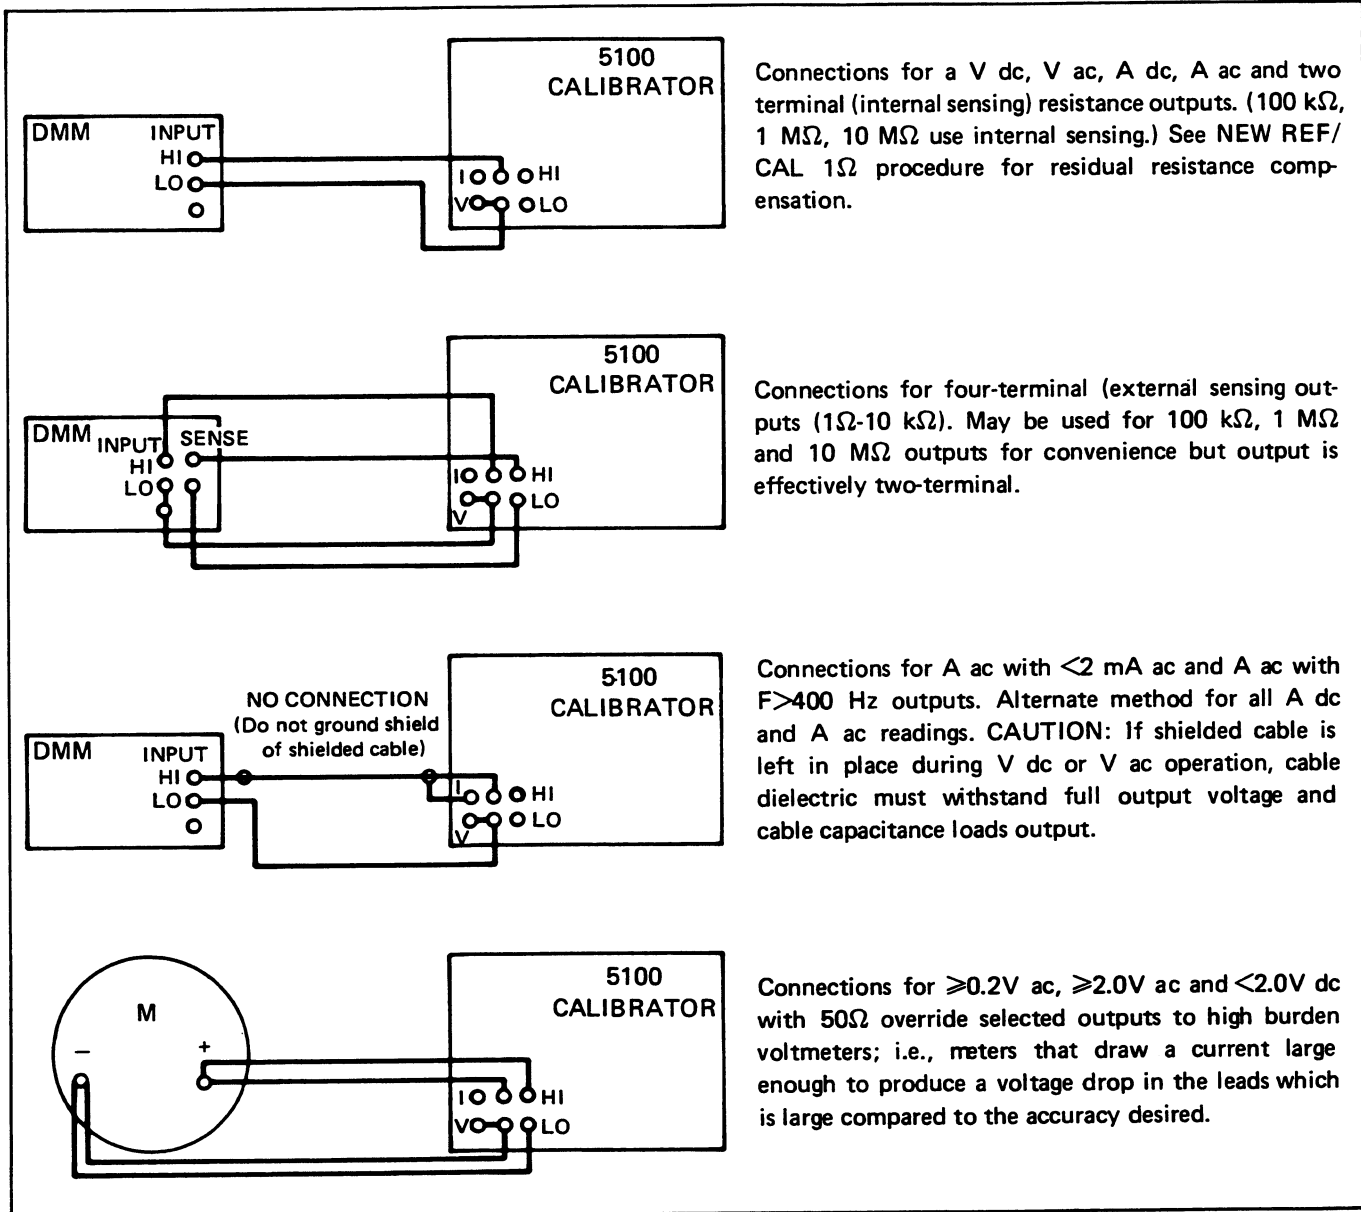 5100
CALIBRATOR
DMM
INPUT
HI
LO
I
HI
V
LO
Connections for a V dc, V ac, A dc, A ac and two
terminal (internal sensing) resistance outputs. (100 kΩ,
1 MΩ, 10 MΩ use internal sensing.) See NEW REF/
CAL 1Ω procedure for residual resistance comp-
ensation.
5100
CALIBRATOR
DMM
INPUT
SENSE
HI
LO
I
HI
LO
V
Connections for four-terminal (external sensing out-
puts (1Ω-10 kΩ). May be used for 100 kΩ, 1 MΩ
and 10 MΩ outputs for convenience but output is
effectively two-terminal.
5100
CALIBRATOR
NO CONNECTION
(Do not ground shield
of shielded cable)
DMM
INPUT
HI
LO
I
HI
LO
V
Connections for A ac with <2 mA ac and A ac with
F>400 Hz outputs. Alternate method for all A dc
and A ac readings. CAUTION: If shielded cable is
left in place during V dc or V ac operation, cable
dielectric must withstand full output voltage and
cable capacitance loads output.
5100
CALIBRATOR
M
−
+
I
HI
V
LO
Connections for ⩾0.2V ac, ⩾2.0V ac and <2.0V dc
with 50Ω override selected outputs to high burden
voltmeters; i.e., meters that draw a current large
enough to produce a voltage drop in the leads which
is large compared to the accuracy desired.